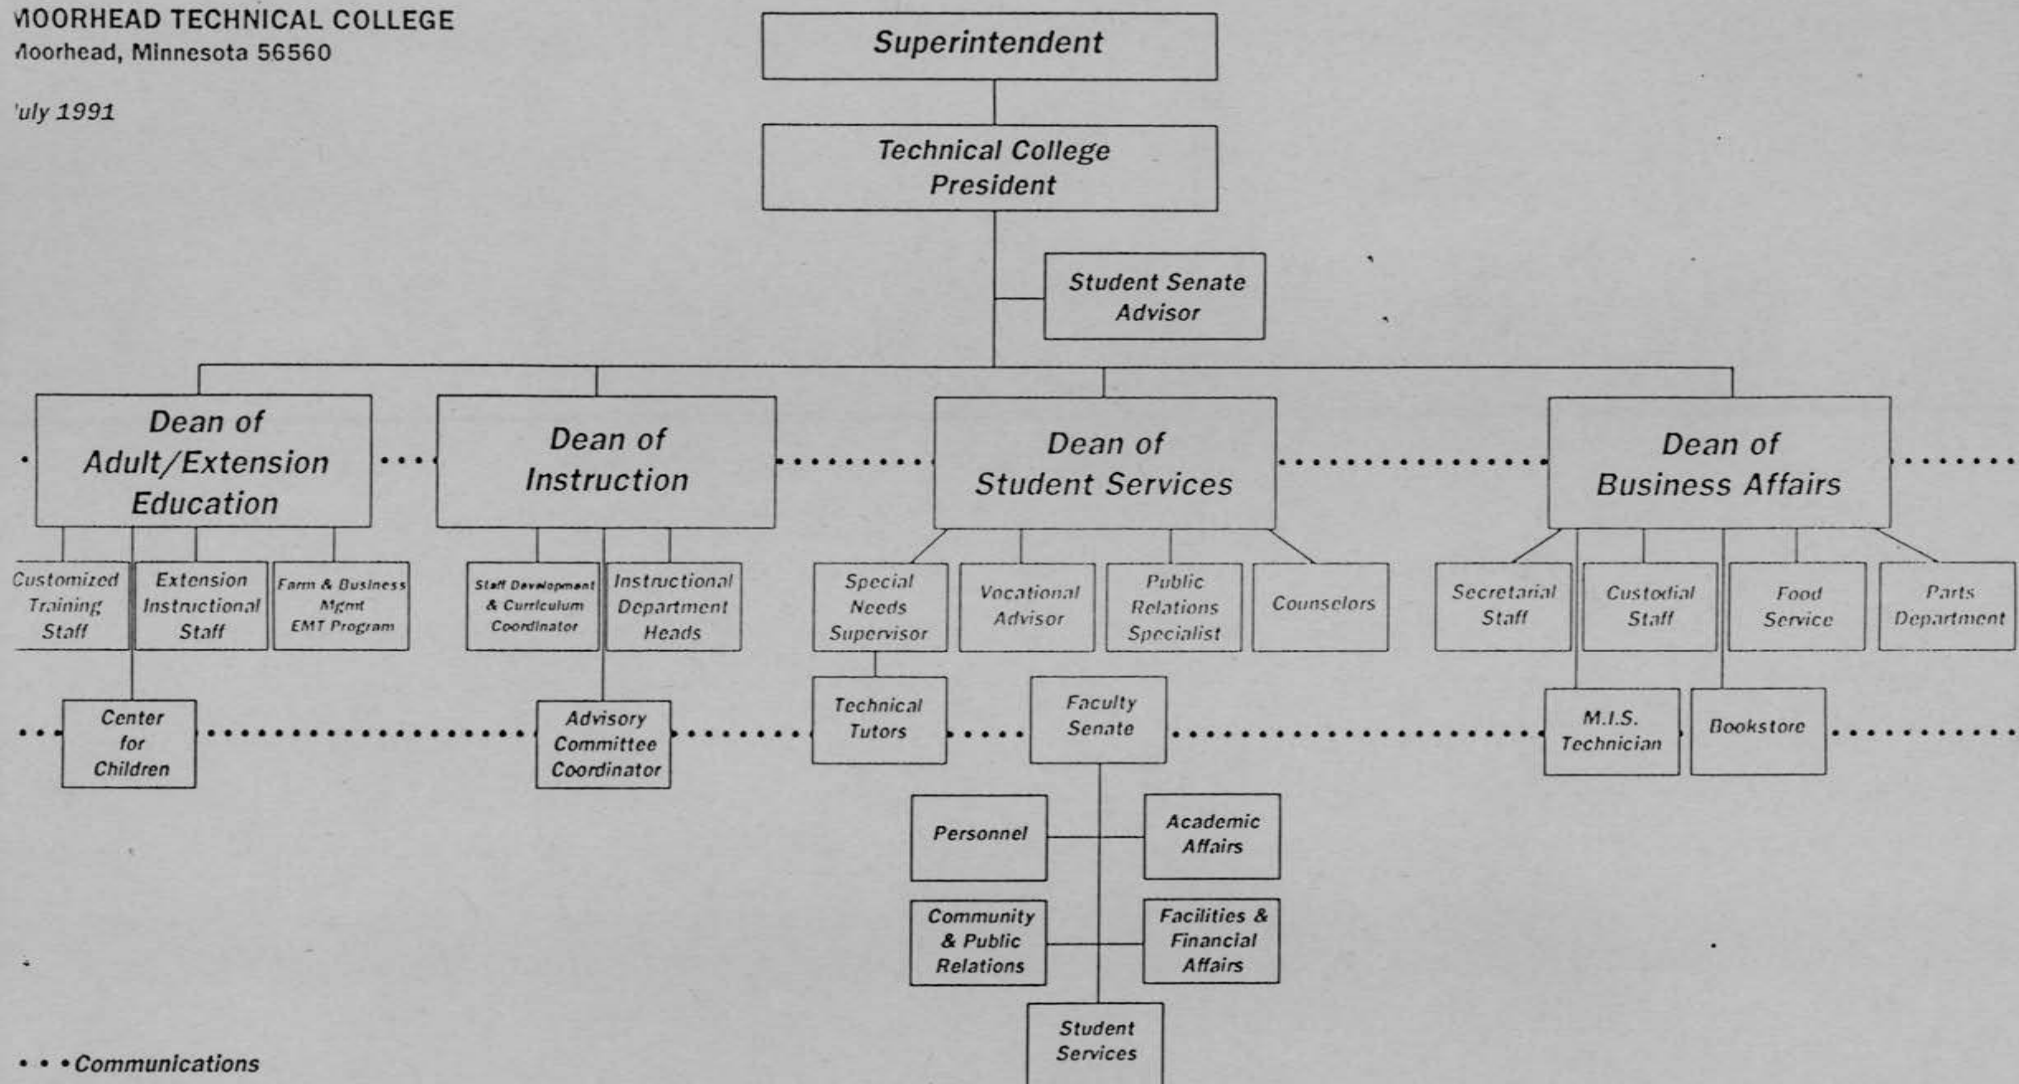 MOORHEAD TECHNICAL COLLEGE
Moorhead, Minnesota 56560
July 1991
Superintendent
Technical College
President
Student Senate
Advisor
Dean of
Adult/Extension
Education
Dean of
Instruction
Dean of
Student Services
Dean of
Business Affairs
Customized
Training
Staff
Extension
Instructional
Staff
Farm & Business
Mgmt
EMT Program
Staff Development
& Curriculum
Coordinator
Instructional
Department
Heads
Special
Needs
Supervisor
Vocational
Advisor
Public
Relations
Specialist
Counselors
Secretarial
Staff
Custodial
Staff
Food
Service
Parts
Department
Center
for
Children
Advisory
Committee
Coordinator
Technical
Tutors
Faculty
Senate
M.I.S.
Technician
Bookstore
Personnel
Academic
Affairs
Community
& Public
Relations
Facilities &
Financial
Affairs
Student
Services
• • • Communications